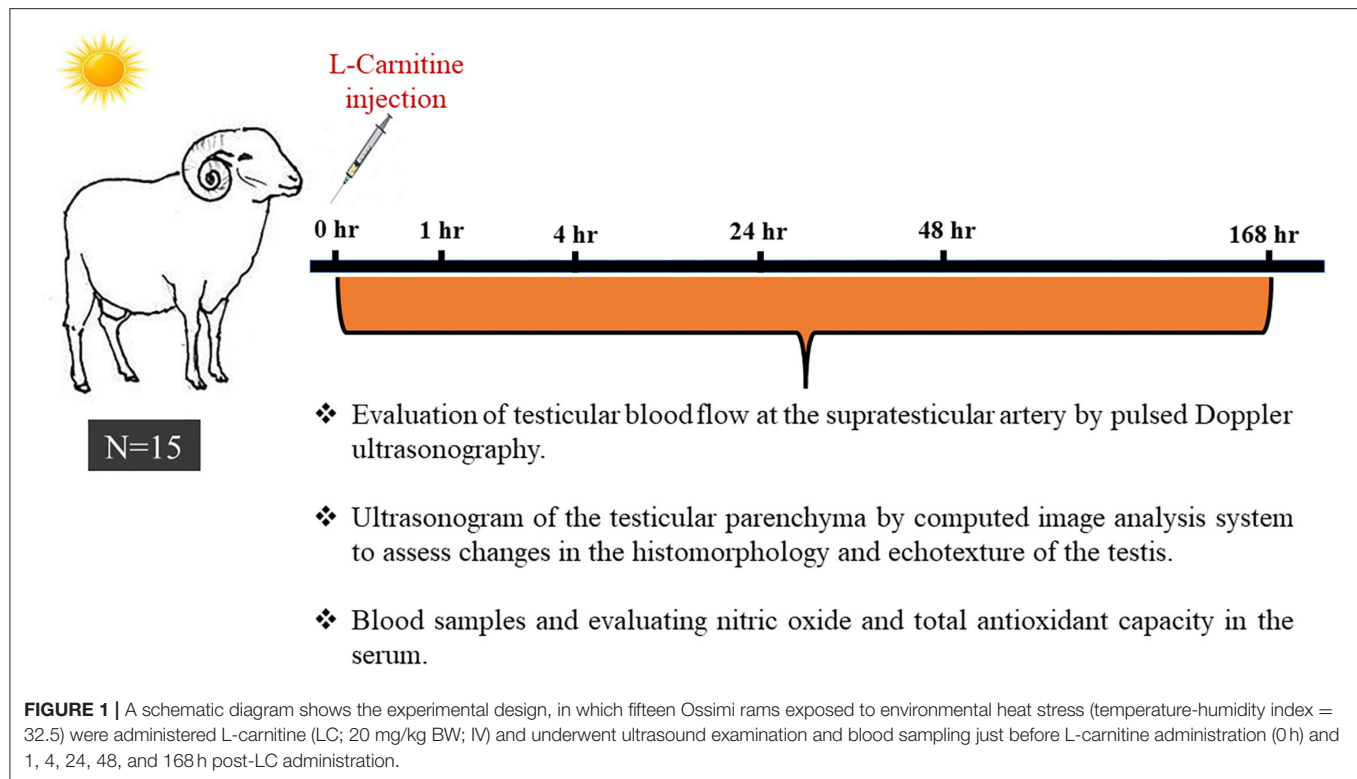 L-Carnitine
injection
0 hr
1 hr
4 hr
24 hr
48 hr
168 hr
N=15
❖ Evaluation of testicular blood flow at the supratesticular artery by pulsed Doppler
ultrasonography.
❖ Ultrasonogram of the testicular parenchyma by computed image analysis system
to assess changes in the histomorphology and echotexture of the testis.
❖ Blood samples and evaluating nitric oxide and total antioxidant capacity in the
serum.
FIGURE 1 | A schematic diagram shows the experimental design, in which fifteen Ossimi rams exposed to environmental heat stress (temperature-humidity index =
32.5) were administered L-carnitine (LC; 20 mg/kg BW; IV) and underwent ultrasound examination and blood sampling just before L-carnitine administration (0 h) and
1, 4, 24, 48, and 168 h post-LC administration.